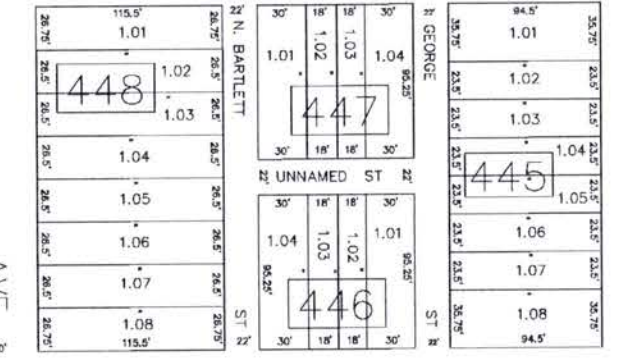 115.5'
26.75' 1.01 26.75'
26.5' 1.02 26.5'
448
26.5' 1.03 26.5'
26.5' 1.04 26.5'
26.5' 1.05 26.5'
26.5' 1.06 26.5'
26.5' 1.07 26.5'
26.75' 1.08 26.75'
115.5'
22' N. BARTLETT ST 22'
30' 18' 18' 30'
1.01 1.02 1.03 1.04
95.25'
447
30' 18' 18' 30'
22' UNNAMED ST 22'
30' 18' 18' 30'
1.04 1.03 1.02 1.01
95.25' 95.25'
446
30' 18' 18' 30'
22' GEORGE ST 22'
94.5'
35.75' 1.01 35.75'
23.5' 1.02 23.5'
23.5' 1.03 23.5'
23.5' 1.04 23.5'
445
23.5' 1.05 23.5'
23.5' 1.06 23.5'
23.5' 1.07 23.5'
35.75' 1.08 35.75'
94.5'